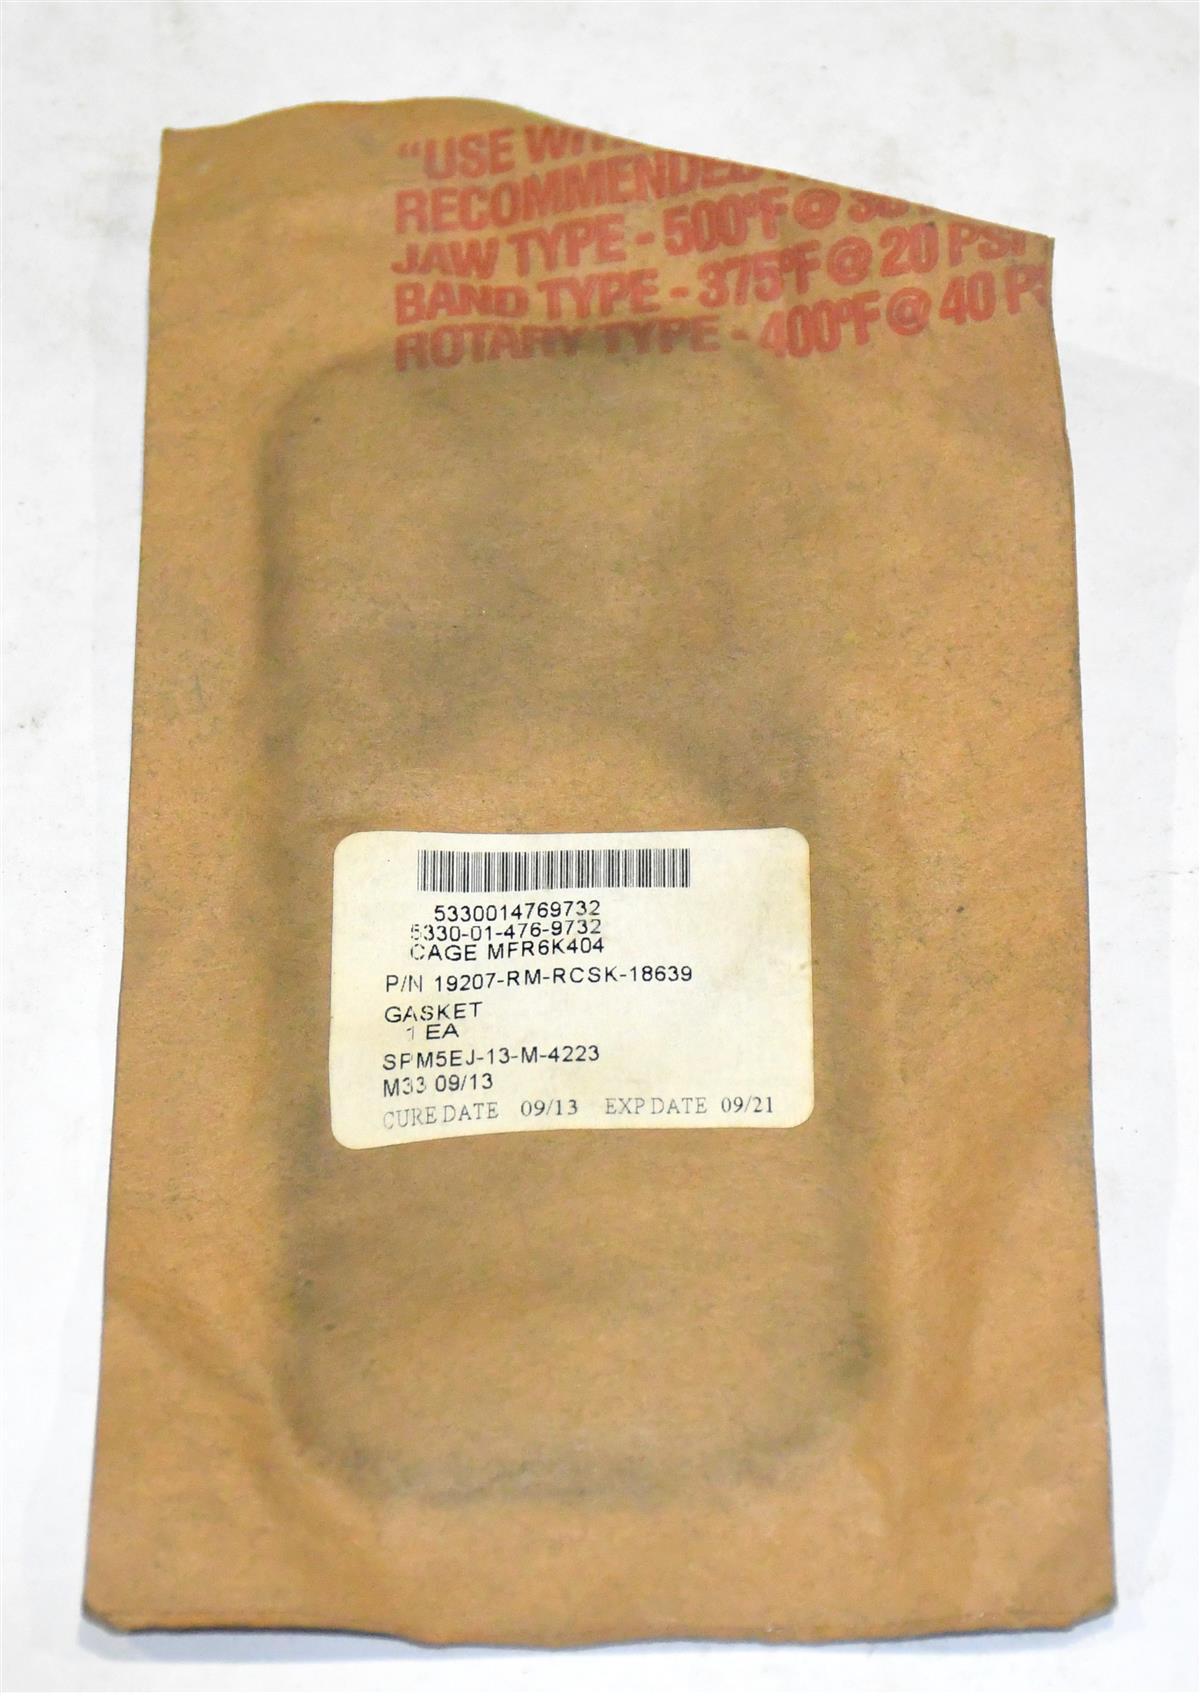 "USE
RECOMMENDED
JAW TYPE - 500°F @
BAND TYPE - 375°F @ 20 PSI
ROTARY TYPE - 400°F @ 40
5330014769732
5330-01-476-9732
CAGE MFR6K404
P/N 19207-RM-RCSK-18639
GASKET
1 EA
SPM5EJ-13-M-4223
M33 09/13
CURE DATE 09/13 EXP DATE 09/21